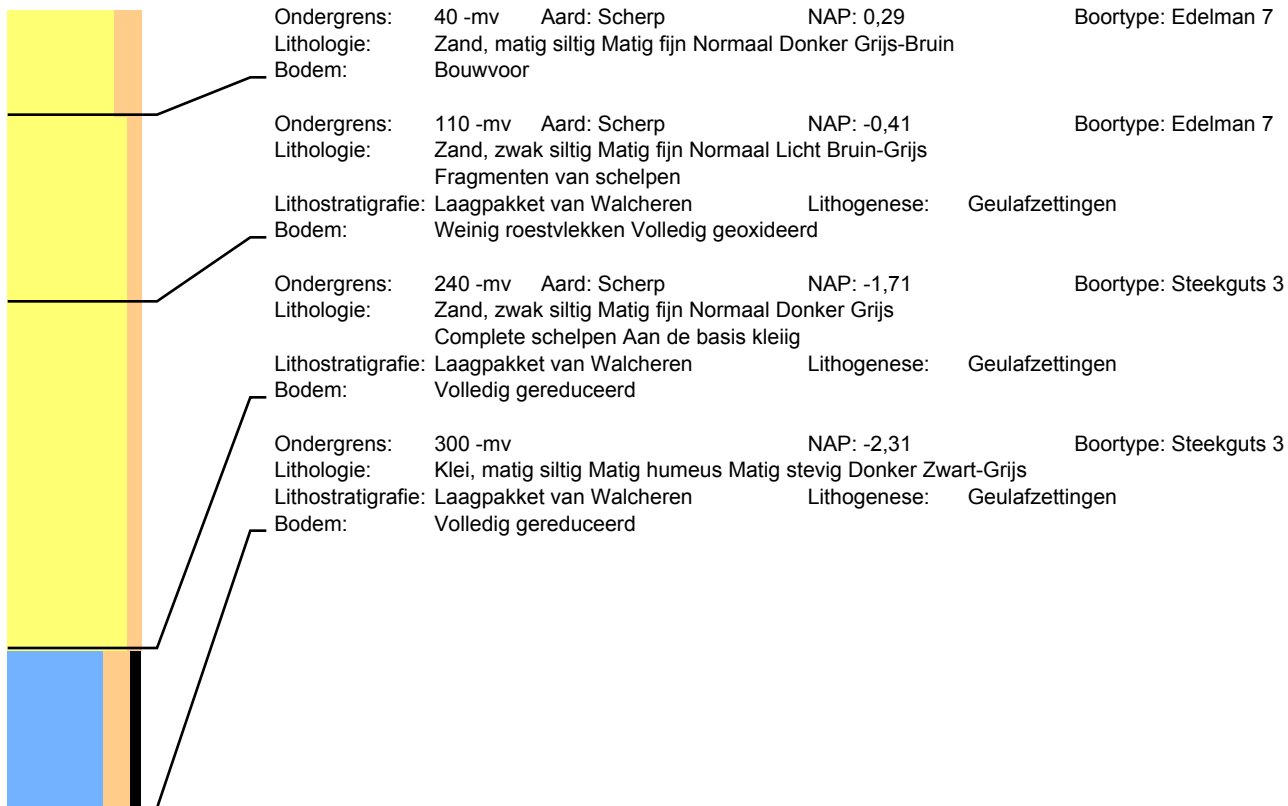 Ondergrens: 40 -mv Aard: Scherp NAP: 0,29 Boortype: Edelman 7
Lithologie: Zand, matig siltig Matig fijn Normaal Donker Grijs-Bruin
Bodem: Bouwvoor
Ondergrens: 110 -mv Aard: Scherp NAP: -0,41 Boortype: Edelman 7
Lithologie: Zand, zwak siltig Matig fijn Normaal Licht Bruin-Grijs
Fragmenten van schelpen
Lithostratigrafie: Laagpakket van Walcheren Lithogenese: Geulafzettingen
Bodem: Weinig roestvlekken Volledig geoxideerd
Ondergrens: 240 -mv Aard: Scherp NAP: -1,71 Boortype: Steekguts 3
Lithologie: Zand, zwak siltig Matig fijn Normaal Donker Grijs
Complete schelpen Aan de basis kleiig
Lithostratigrafie: Laagpakket van Walcheren Lithogenese: Geulafzettingen
Bodem: Volledig gereduceerd
Ondergrens: 300 -mv NAP: -2,31 Boortype: Steekguts 3
Lithologie: Klei, matig siltig Matig humeus Matig stevig Donker Zwart-Grijs
Lithostratigrafie: Laagpakket van Walcheren Lithogenese: Geulafzettingen
Bodem: Volledig gereduceerd